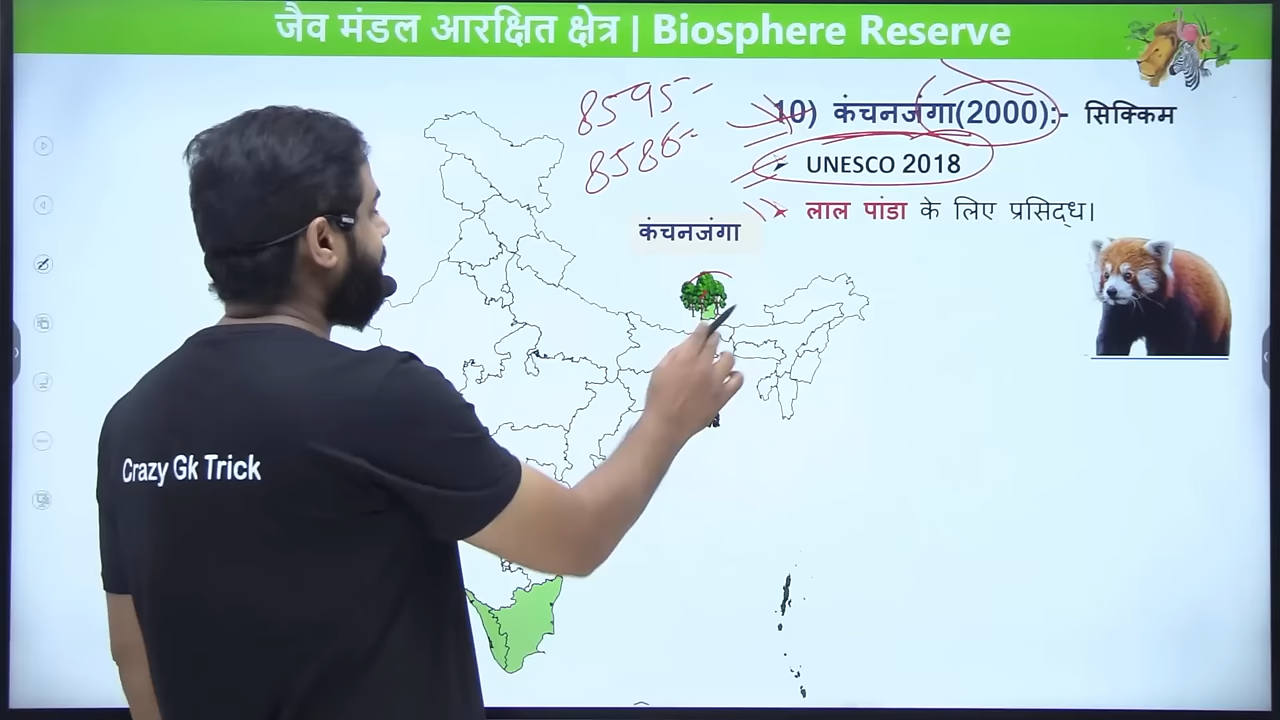 जैव मंडल आरक्षित क्षेत्र | Biosphere Reserve
8595
8586
10) कंचनजंगा(2000):- सिक्किम
➤ UNESCO 2018
➤ लाल पांडा के लिए प्रसिद्ध।
कंचनजंगा
Crazy Gk Trick